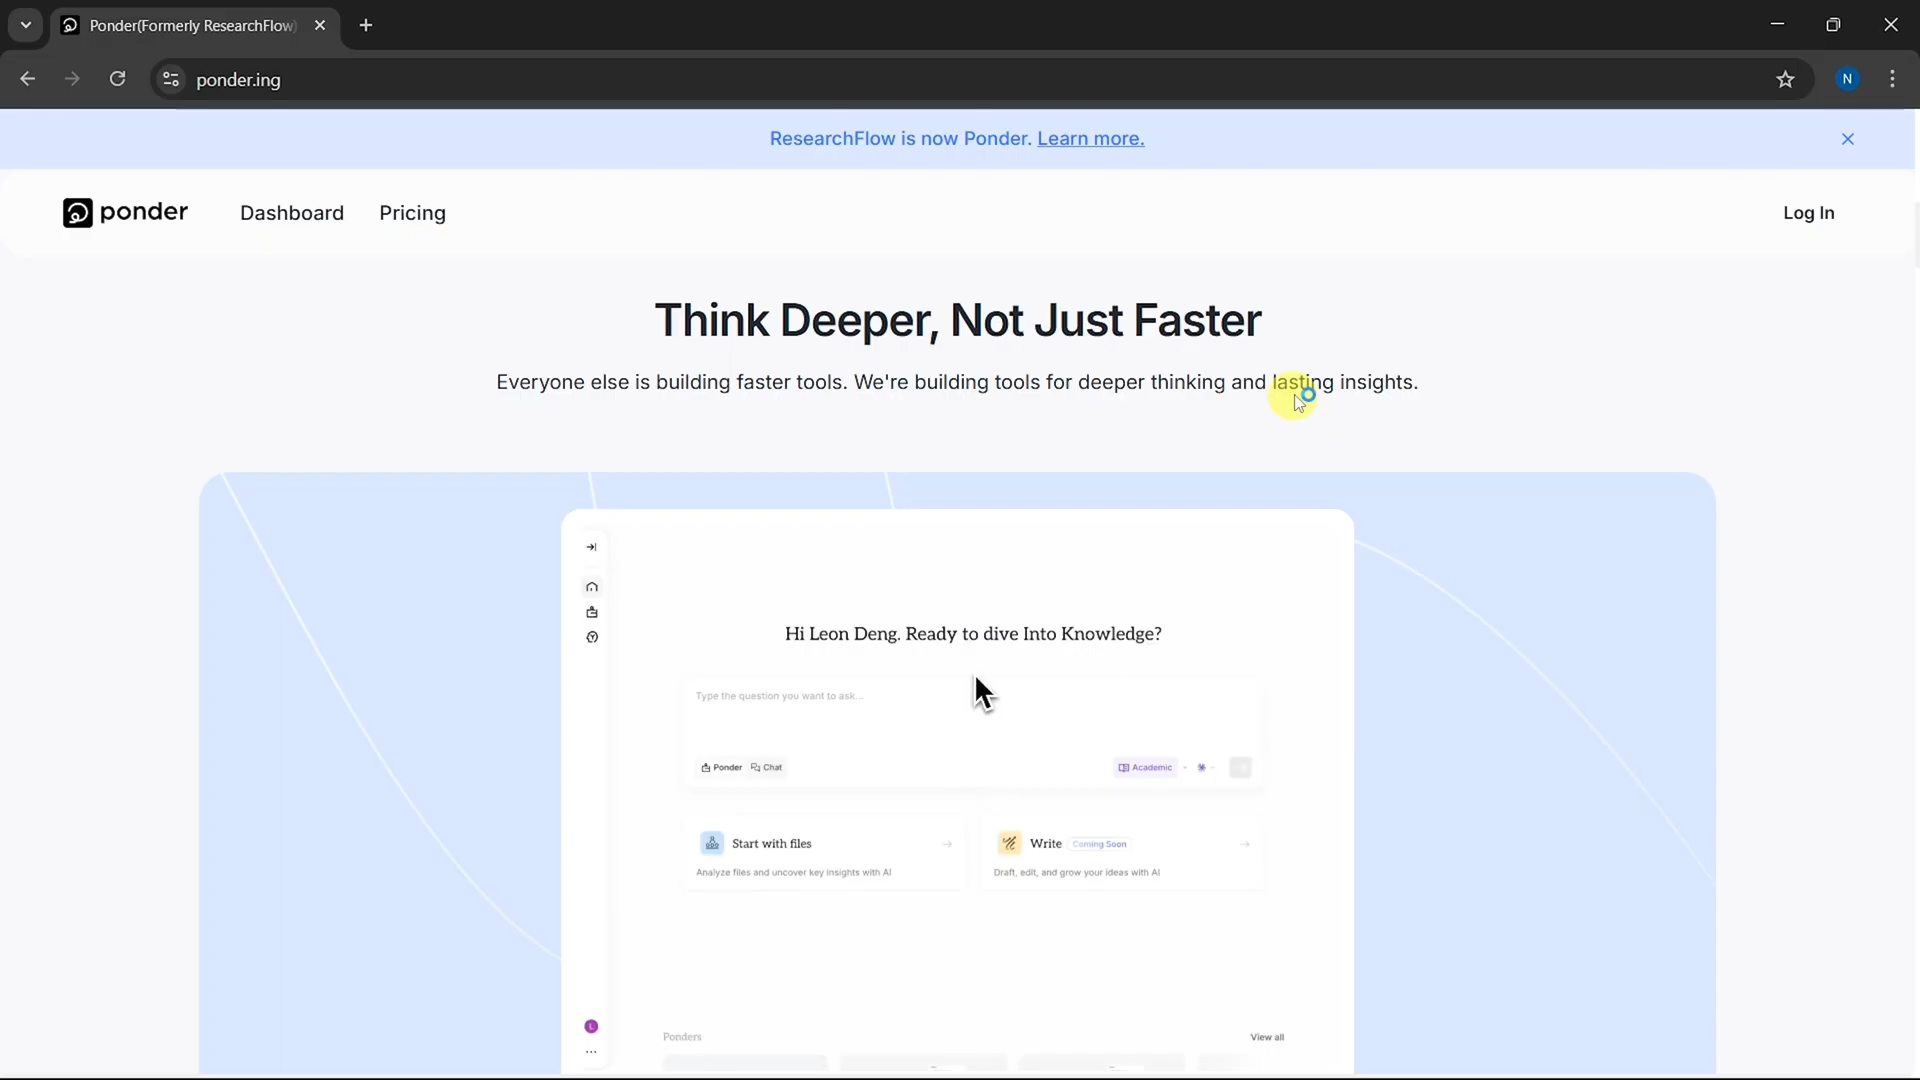 Ponder(Formerly ResearchFlow)
ponder.ing
N
ResearchFlow is now Ponder. Learn more.
ponder
Dashboard
Pricing
Log In
Think Deeper, Not Just Faster
Everyone else is building faster tools. We're building tools for deeper thinking and lasting insights.
Hi Leon Deng. Ready to dive Into Knowledge?
Type the question you want to ask...
Ponder
Chat
Academic
Start with files
Analyze files and uncover key insights with AI
Write
Coming Soon
Draft, edit, and grow your ideas with AI
L
Ponders
View all